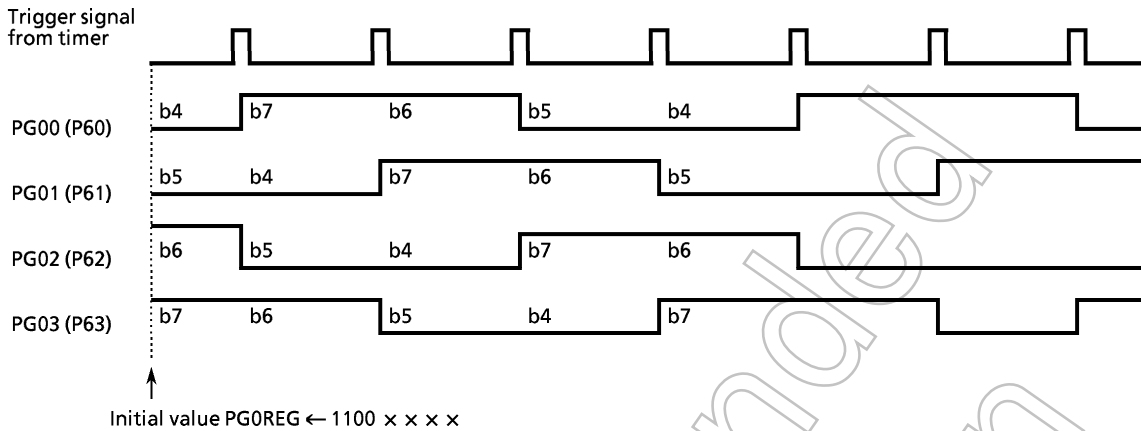 Trigger signal
from timer
PG00 (P60)
b4 b7 b6 b5 b4
PG01 (P61)
b5 b4 b7 b6 b5
PG02 (P62)
b6 b5 b4 b7 b6
PG03 (P63)
b7 b6 b5 b4 b7
Initial value PG0REG ← 1100 × × × ×